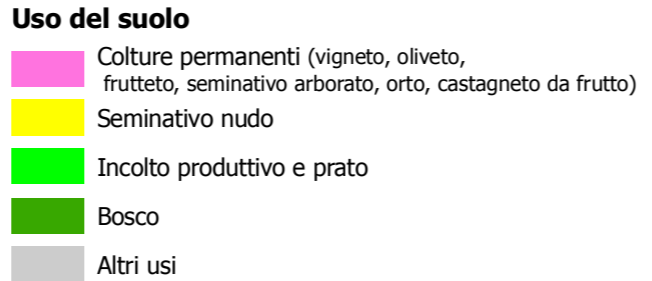 Uso del suolo
Colture permanenti (vigneto, oliveto,
frutteto, seminativo arborato, orto, castagneto da frutto)
Seminativo nudo
Incolto produttivo e prato
Bosco
Altri usi